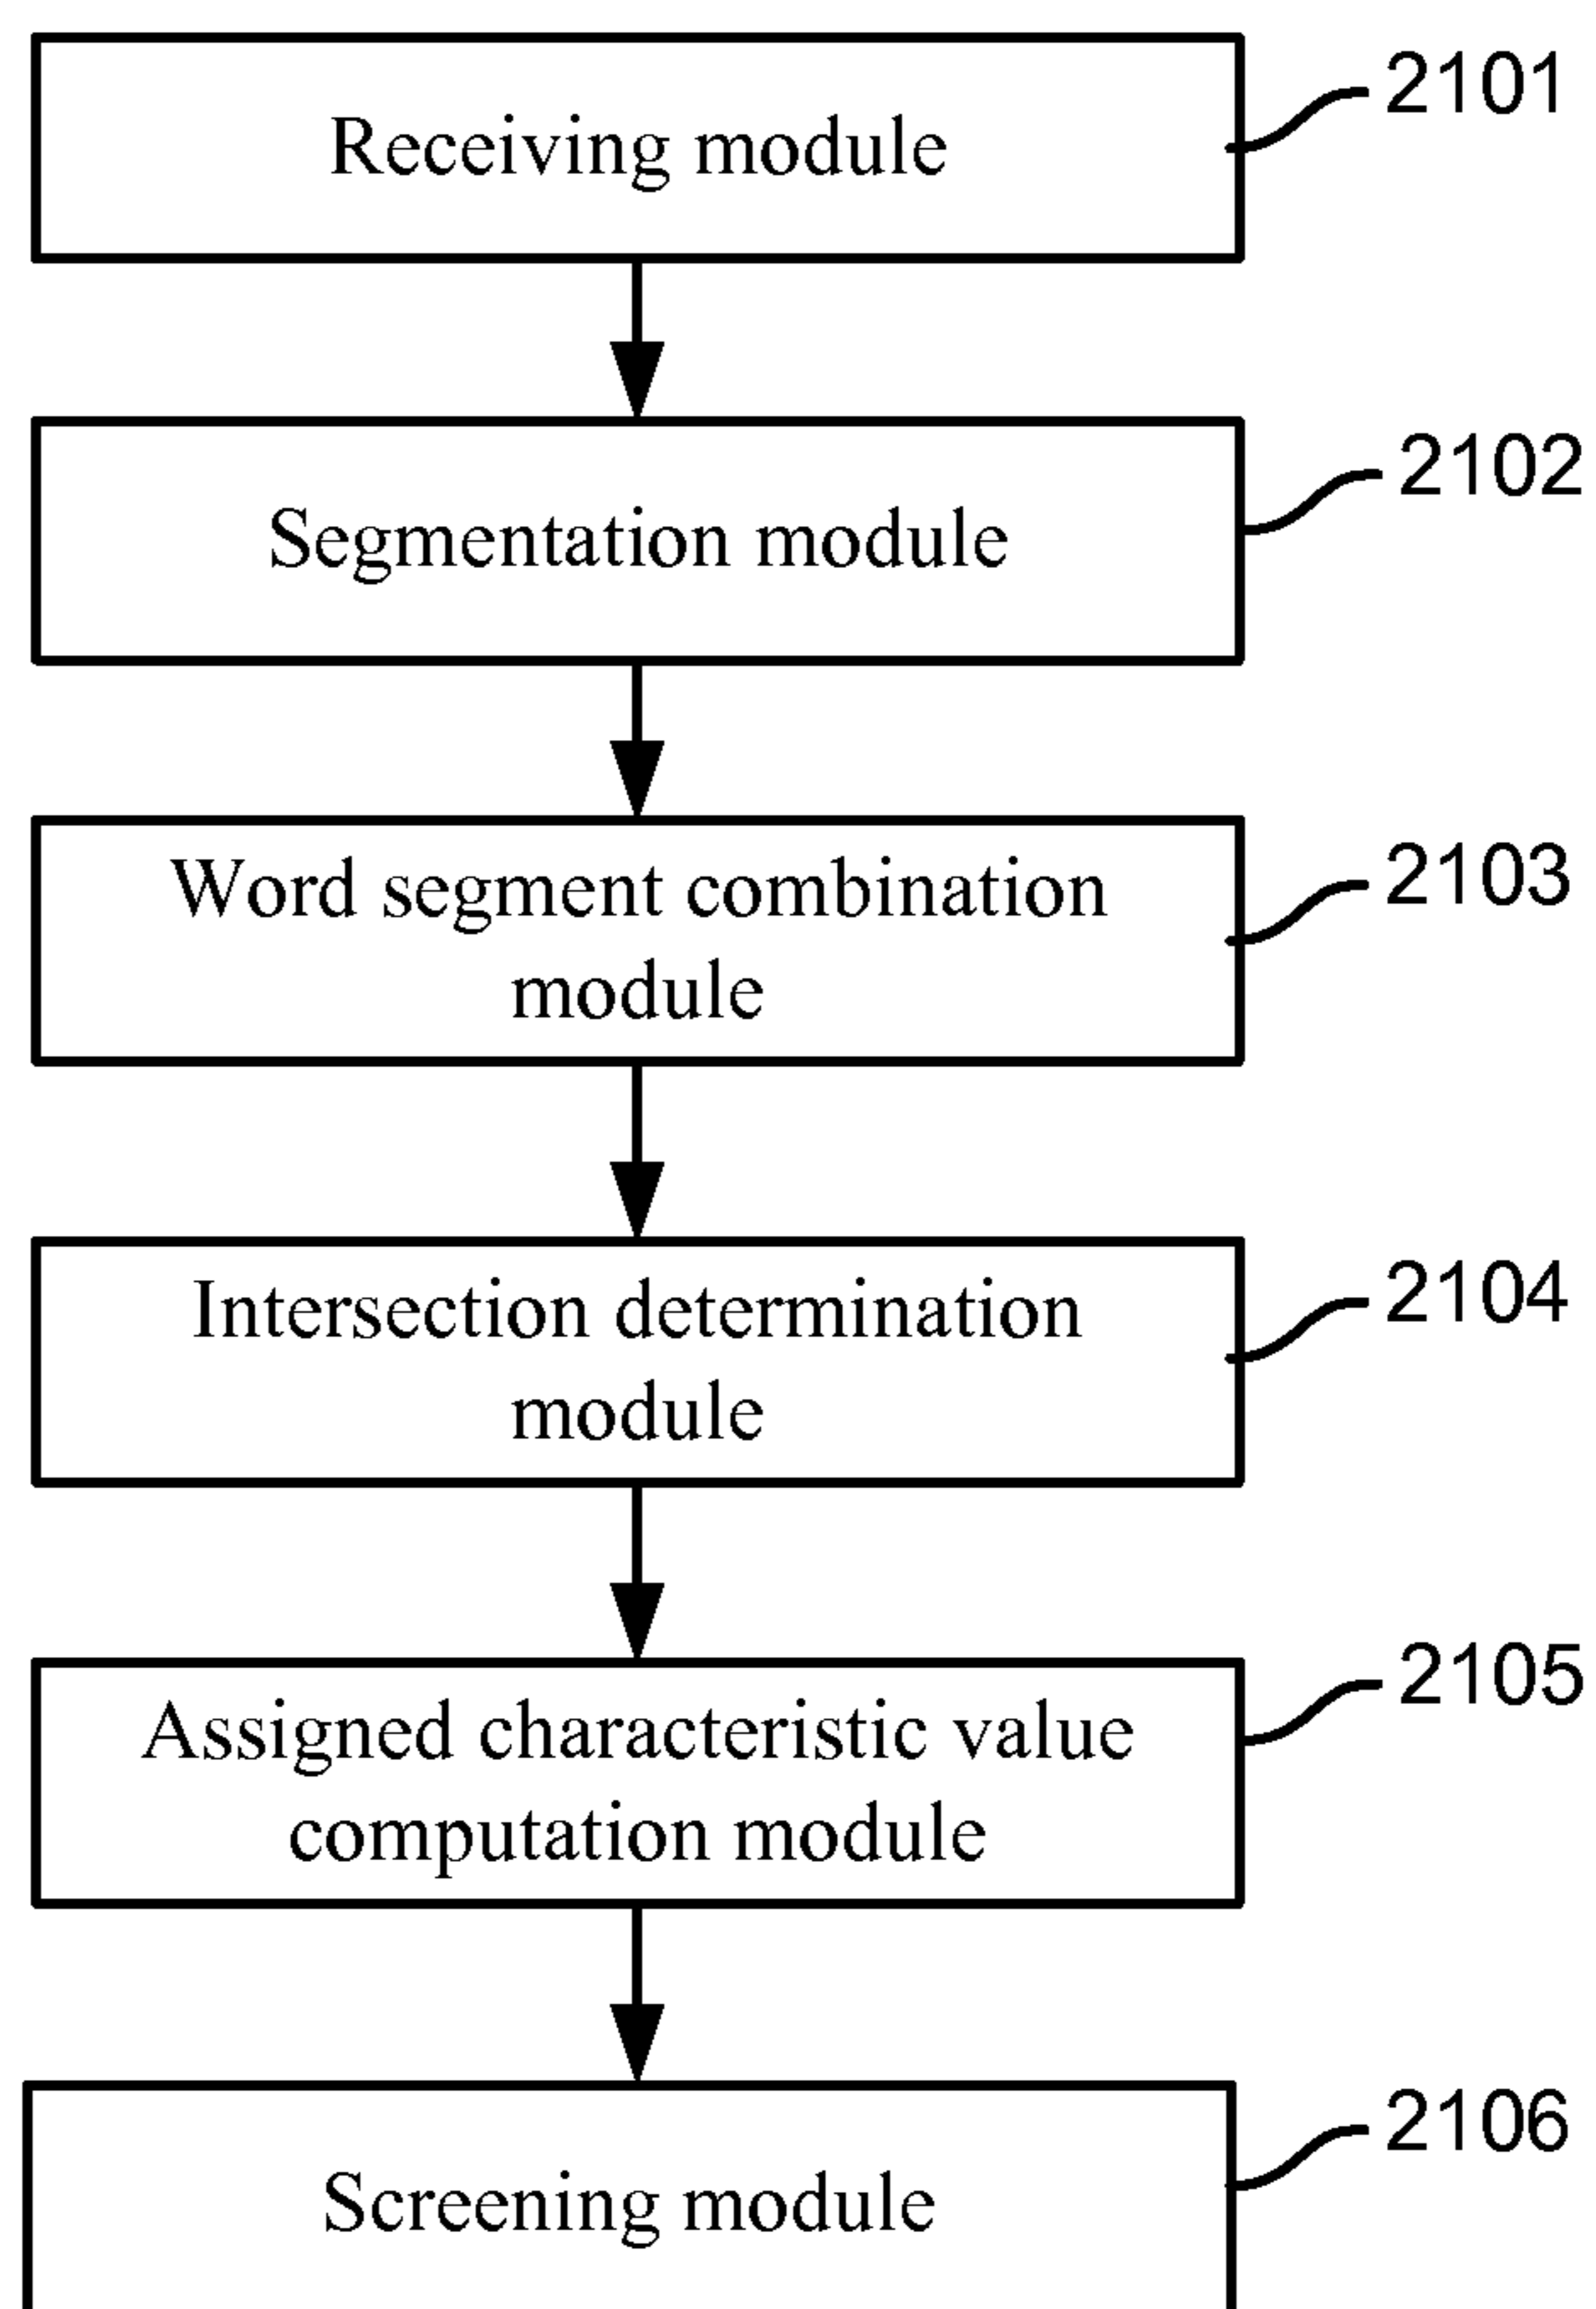 Receiving module
2101
Segmentation module
2102
Word segment combination
module
2103
Intersection determination
module
2104
Assigned characteristic value
computation module
2105
Screening module
2106